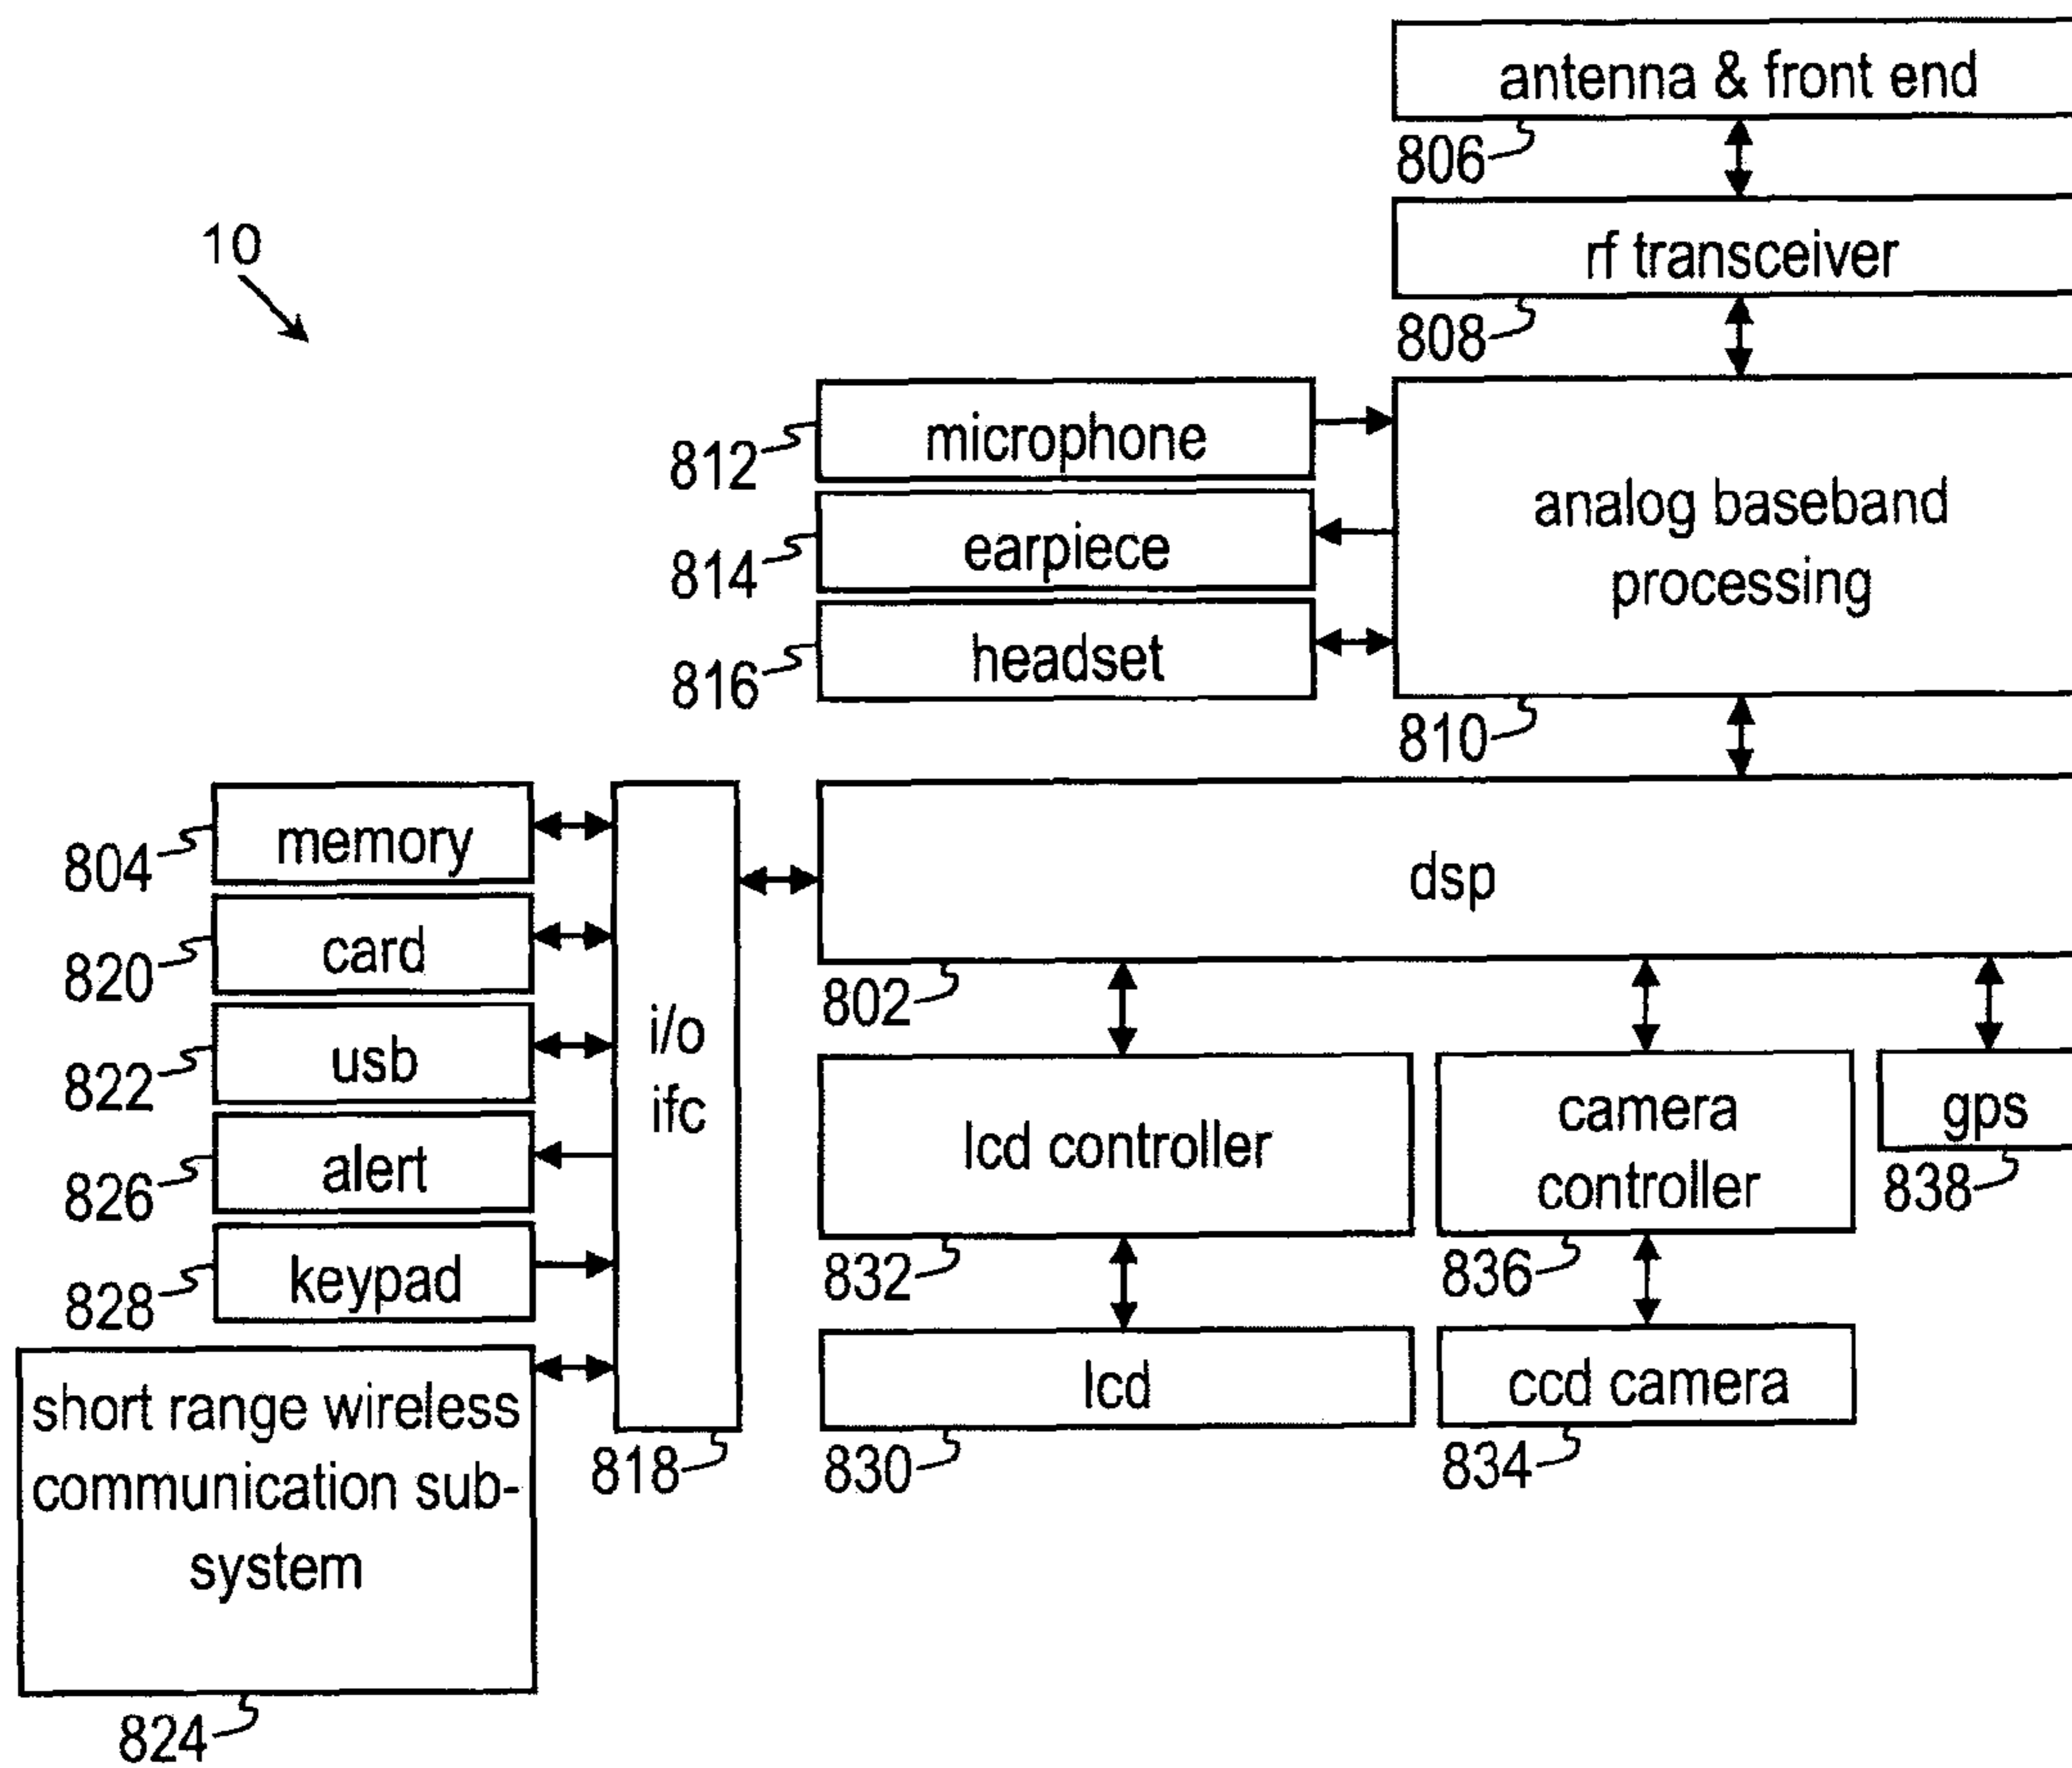 antenna & front end
806
10
rf transceiver
808
microphone
812
analog baseband
processing
earpiece
814
headset
816
810
memory
804
dsp
card
820
802
i/o
ifc
usb
822
lcd controller
camera
controller
gps
838
alert
826
keypad
828
832
836
short range wireless
communication sub-
system
lcd
ccd camera
818
830
834
824